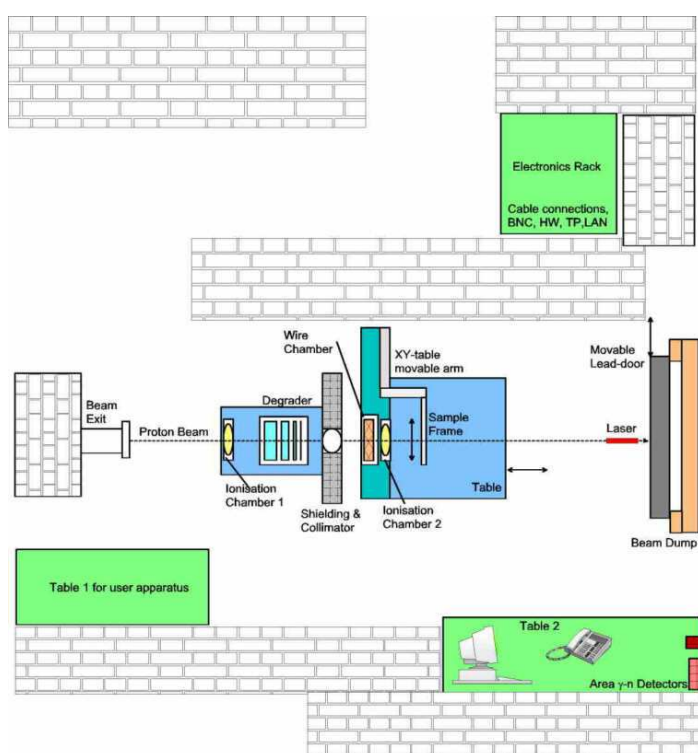 Electronics Rack
Cable connections,
BNC, HW, TP,LAN
Wire
Chamber
XY-table
movable arm
Movable
Lead-door
Beam
Exit
Degrader
Proton Beam
Sample
Frame
Laser
Ionisation
Chamber 1
Shielding &
Collimator
Ionisation
Chamber 2
Table
Beam Dump
Table 1 for user apparatus
Table 2
Area γ-n Detectors